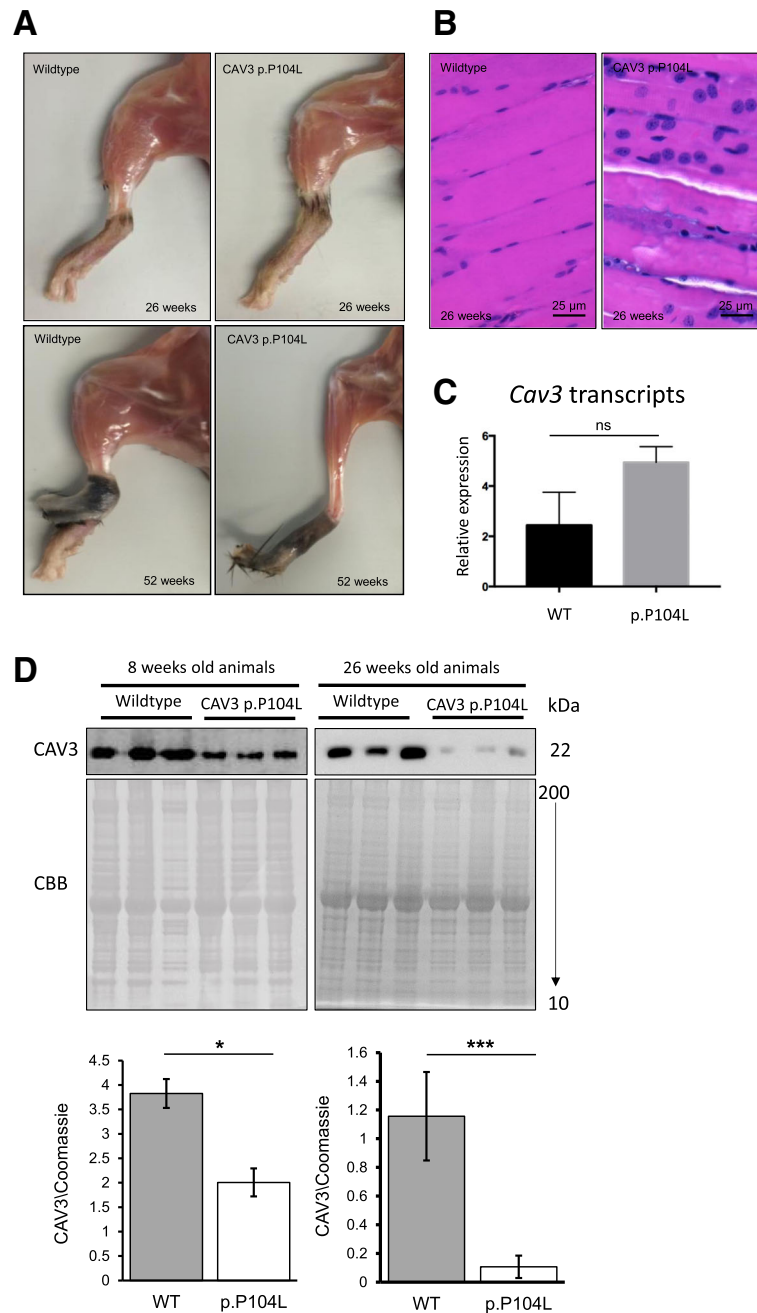 A
Wildtype
CAV3 p.P104L
26 weeks
26 weeks
Wildtype
CAV3 p.P104L
52 weeks
52 weeks
B
Wildtype
CAV3 p.P104L
26 weeks
25 µm
26 weeks
25 µm
C
Cav3 transcripts
ns
Relative expression
6
4
2
0
WT
p.P104L
D
8 weeks old animals
26 weeks old animals
Wildtype
CAV3 p.P104L
Wildtype
CAV3 p.P104L
kDa
CAV3
22
CBB
200
10
*
CAV3\Coomassie
4.5
4
3.5
3
2.5
2
1.5
1
0.5
0
WT
p.P104L
***
CAV3\Coomassie
1.6
1.4
1.2
1
0.8
0.6
0.4
0.2
0
WT
p.P104L